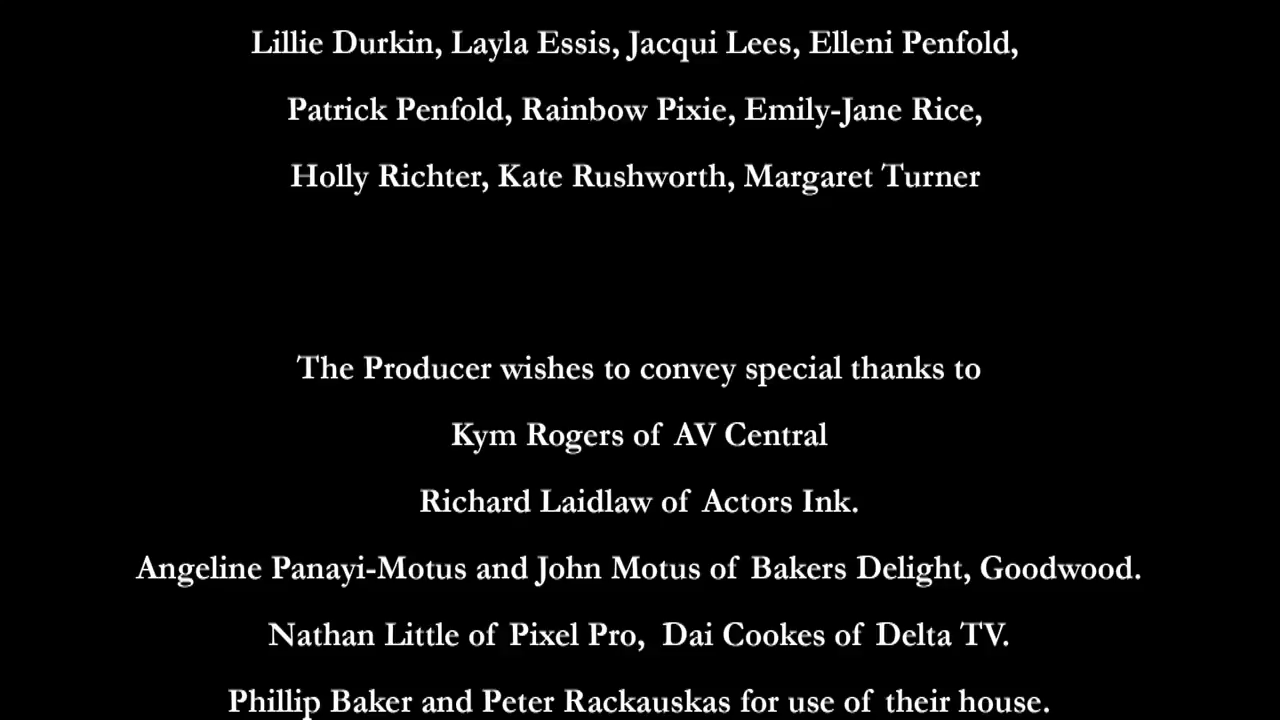 Lillie Durkin, Layla Essis, Jacqui Lees, Elleni Penfold,
Patrick Penfold, Rainbow Pixie, Emily-Jane Rice,
Holly Richter, Kate Rushworth, Margaret Turner
The Producer wishes to convey special thanks to
Kym Rogers of AV Central
Richard Laidlaw of Actors Ink.
Angeline Panayi-Motus and John Motus of Bakers Delight, Goodwood.
Nathan Little of Pixel Pro, Dai Cookes of Delta TV.
Phillip Baker and Peter Rackauskas for use of their house.